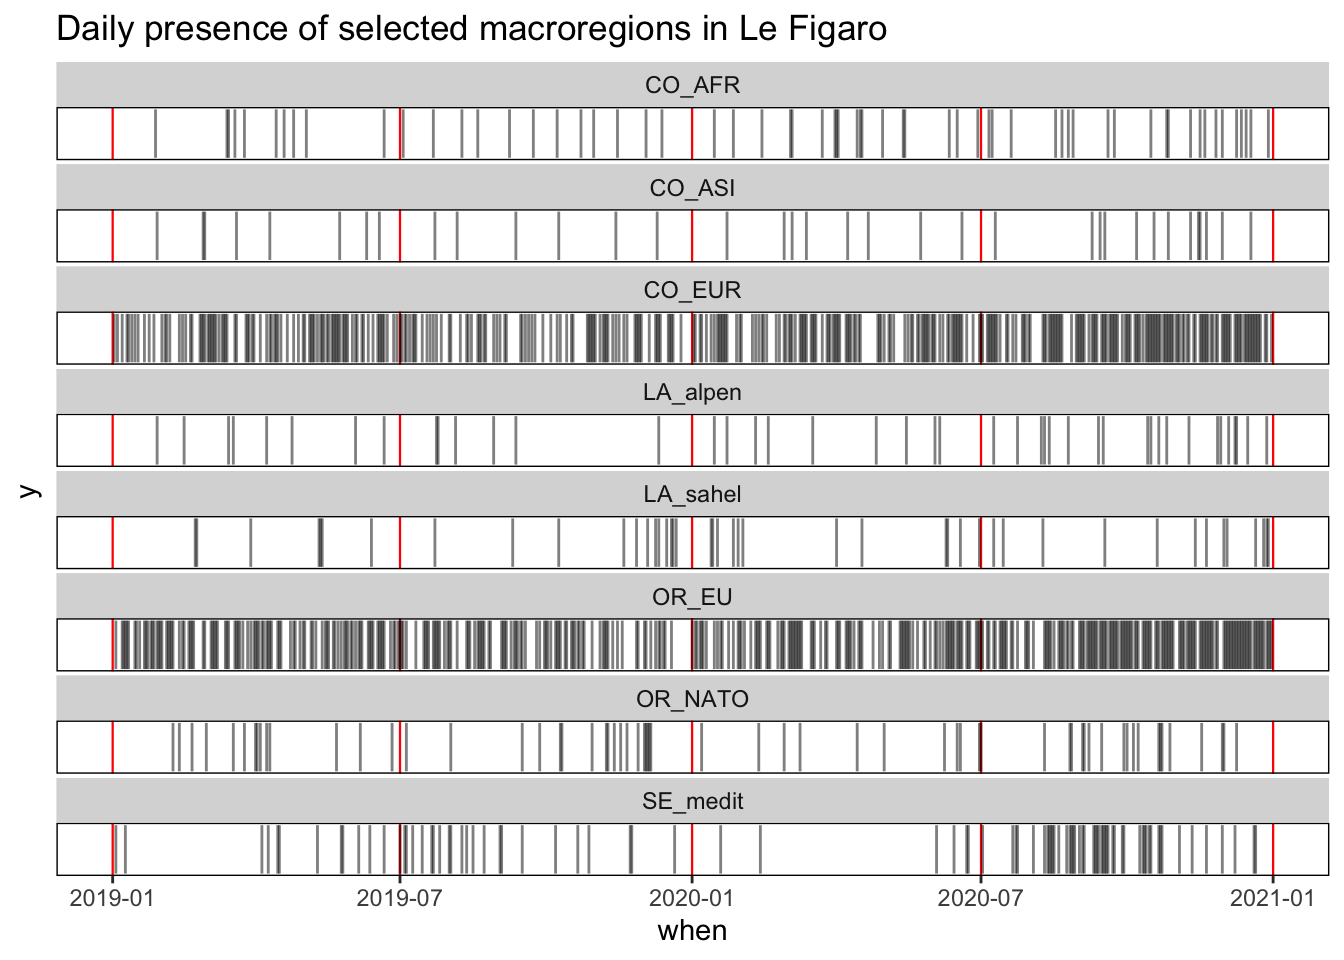 Daily presence of selected macroregions in Le Figaro
CO_AFR
CO_ASI
CO_EUR
LA_alpen
LA_sahel
OR_EU
OR_NATO
SE_medit
y
2019-01 2019-07 2020-01 2020-07 2021-01
when